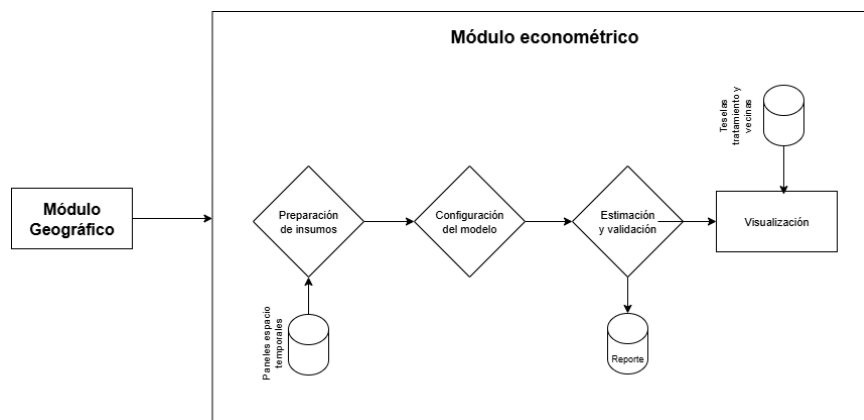 Módulo econométrico
Teselas
tratamiento y
vecinas
Módulo
Geográfico
Preparación
de insumos
Configuración
del modelo
Estimación
y validación
Visualización
Paneles espacio
temporales
Reporte